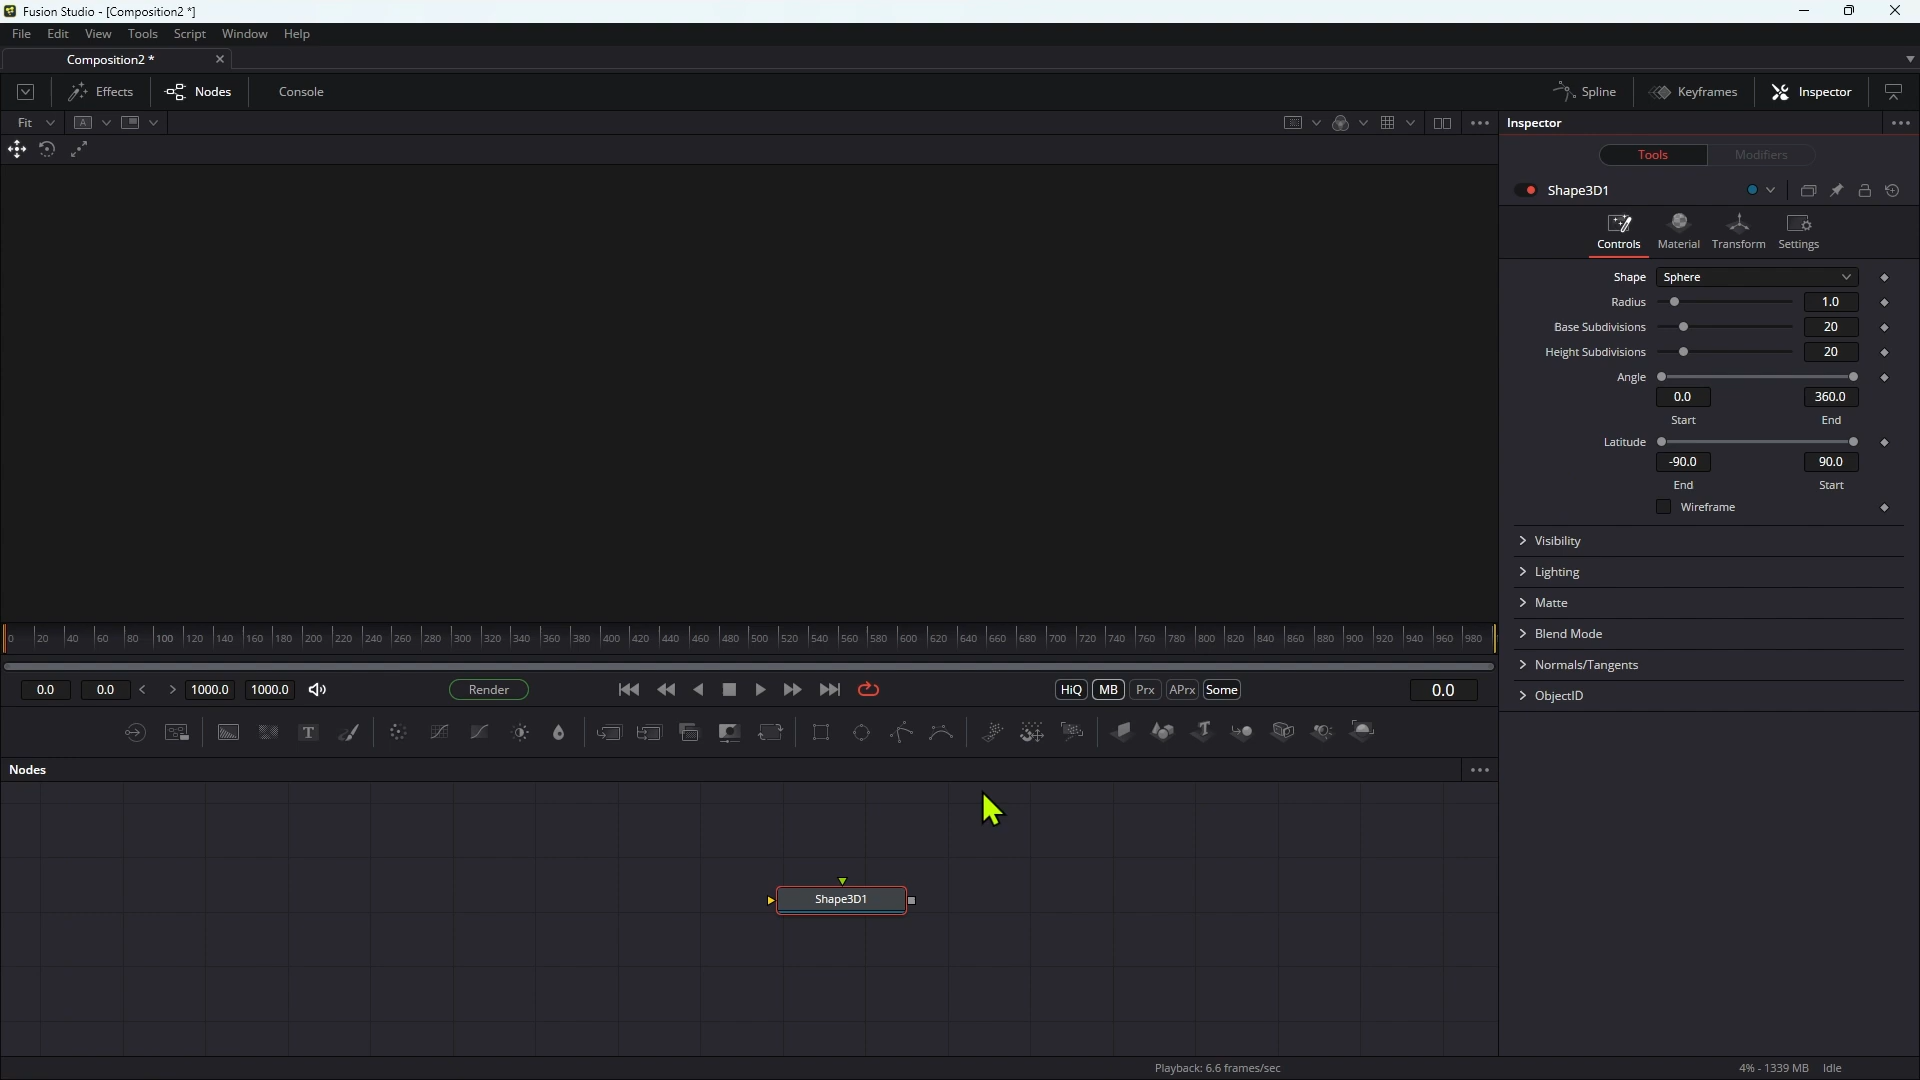 Fusion Studio - [Composition2 *]
File Edit View Tools Script Window Help
Composition2 *
Effects Nodes Console Spline Keyframes Inspector
Fit A
Inspector
Tools Modifiers
Shape3D1
Controls Material Transform Settings
Shape Sphere
Radius 1.0
Base Subdivisions 20
Height Subdivisions 20
Angle
0.0 360.0
Start End
Latitude
-90.0 90.0
End Start
Wireframe
Visibility
Lighting
Matte
Blend Mode
Normals/Tangents
ObjectID
0 20 40 60 80 100 120 140 160 180 200 220 240 260 280 300 320 340 360 380 400 420 440 460 480 500 520 540 560 580 600 620 640 660 680 700 720 740 760 780 800 820 840 860 880 900 920 940 960 980
0.0 0.0 < > 1000.0 1000.0 Render HiQ MB Prx APrx Some 0.0
T T
Nodes
Shape3D1
Playback: 6.6 frames/sec 4% - 1339 MB Idle